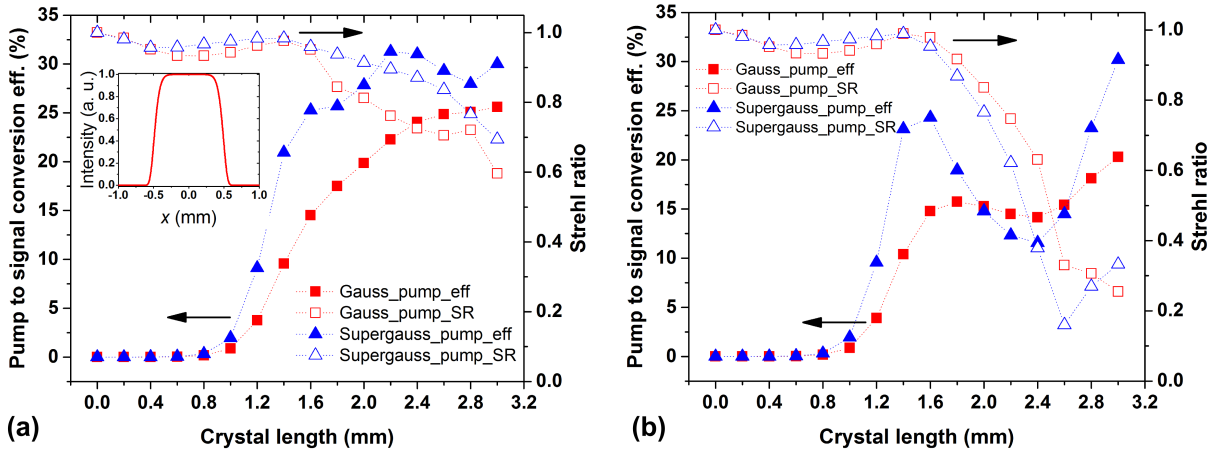 Pump to signal conversion eff. (%)
35
30
25
20
15
10
5
0
Intensity (a. u.)
1.0
0.8
0.6
0.4
0.2
0.0
-1.0 -0.5 0.0 0.5 1.0
x (mm)
Gauss_pump_eff
Gauss_pump_SR
Supergauss_pump_eff
Supergauss_pump_SR
1.0
0.8
0.6
0.4
0.2
0.0
Strehl ratio
0.0 0.4 0.8 1.2 1.6 2.0 2.4 2.8 3.2
Crystal length (mm)
(a)
Pump to signal conversion eff. (%)
35
30
25
20
15
10
5
0
Gauss_pump_eff
Gauss_pump_SR
Supergauss_pump_eff
Supergauss_pump_SR
1.0
0.8
0.6
0.4
0.2
0.0
Strehl ratio
0.0 0.4 0.8 1.2 1.6 2.0 2.4 2.8 3.2
Crystal length (mm)
(b)